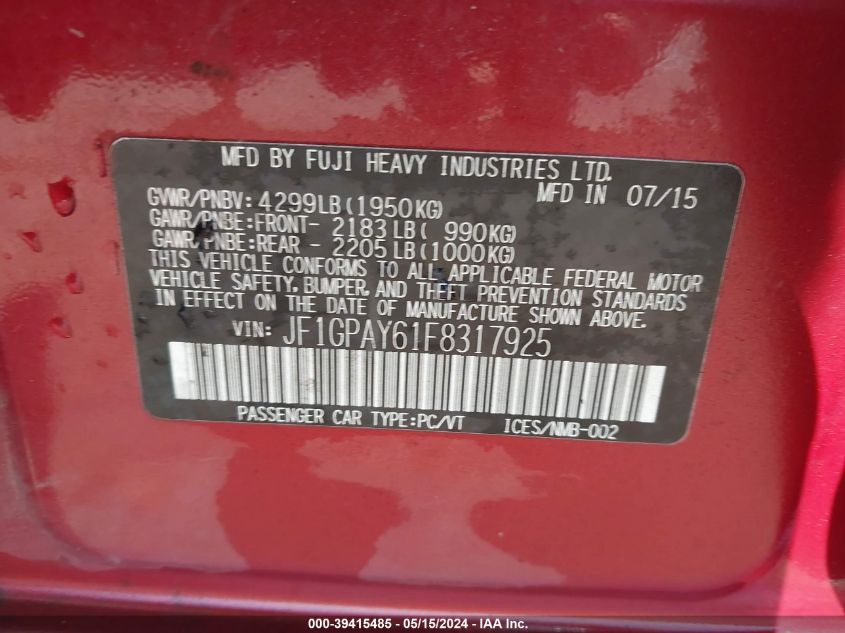 MFD BY FUJI HEAVY INDUSTRIES LTD.
MFD IN 07/15
GVWR/PNBV: 4299LB(1950KG)
GAWR/PNBE:FRONT- 2183LB( 990KG)
GAWR/PNBE:REAR - 2205LB(1000KG)
THIS VEHICLE CONFORMS TO ALL APPLICABLE FEDERAL MOTOR
VEHICLE SAFETY, BUMPER, AND THEFT PREVENTION STANDARDS
IN EFFECT ON THE DATE OF MANUFACTURE SHOWN ABOVE.
VIN: JF1GPAY61F8317925
PASSENGER CAR TYPE:PC/VT ICES/NMB-002
000-39415485 - 05/15/2024 - IAA Inc.